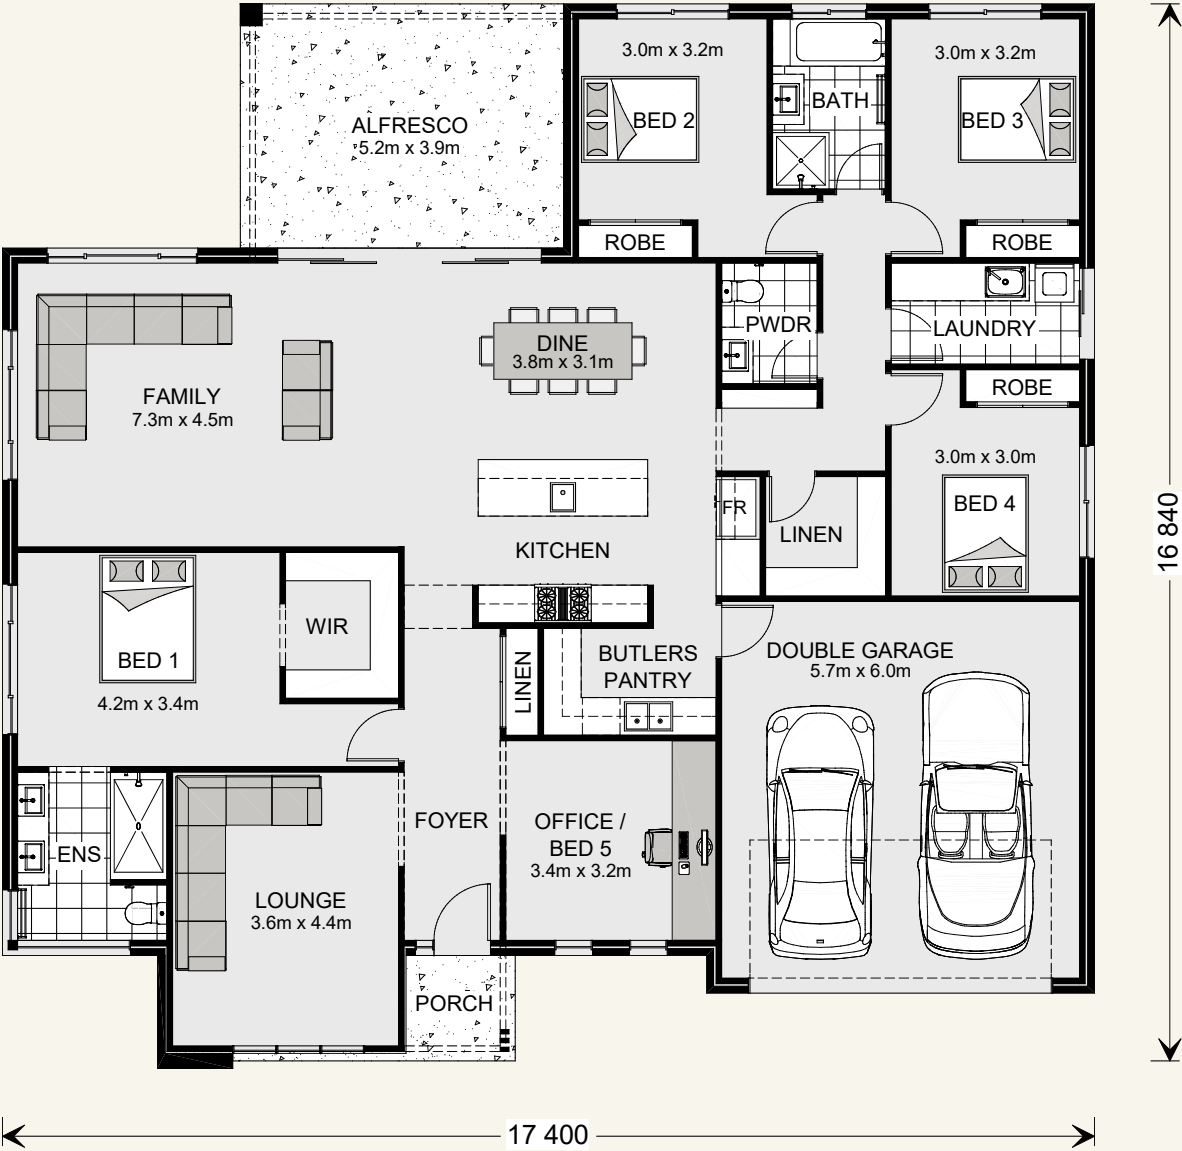 3.0m x 3.2m
BED 2
BATH
3.0m x 3.2m
BED 3
ALFRESCO
5.2m x 3.9m
ROBE
ROBE
PWDR
LAUNDRY
DINE
3.8m x 3.1m
FAMILY
7.3m x 4.5m
ROBE
3.0m x 3.0m
BED 4
FR
LINEN
KITCHEN
16 840
WIR
BED 1
4.2m x 3.4m
LINEN
BUTLERS
PANTRY
DOUBLE GARAGE
5.7m x 6.0m
ENS
FOYER
OFFICE /
BED 5
3.4m x 3.2m
LOUNGE
3.6m x 4.4m
PORCH
17 400